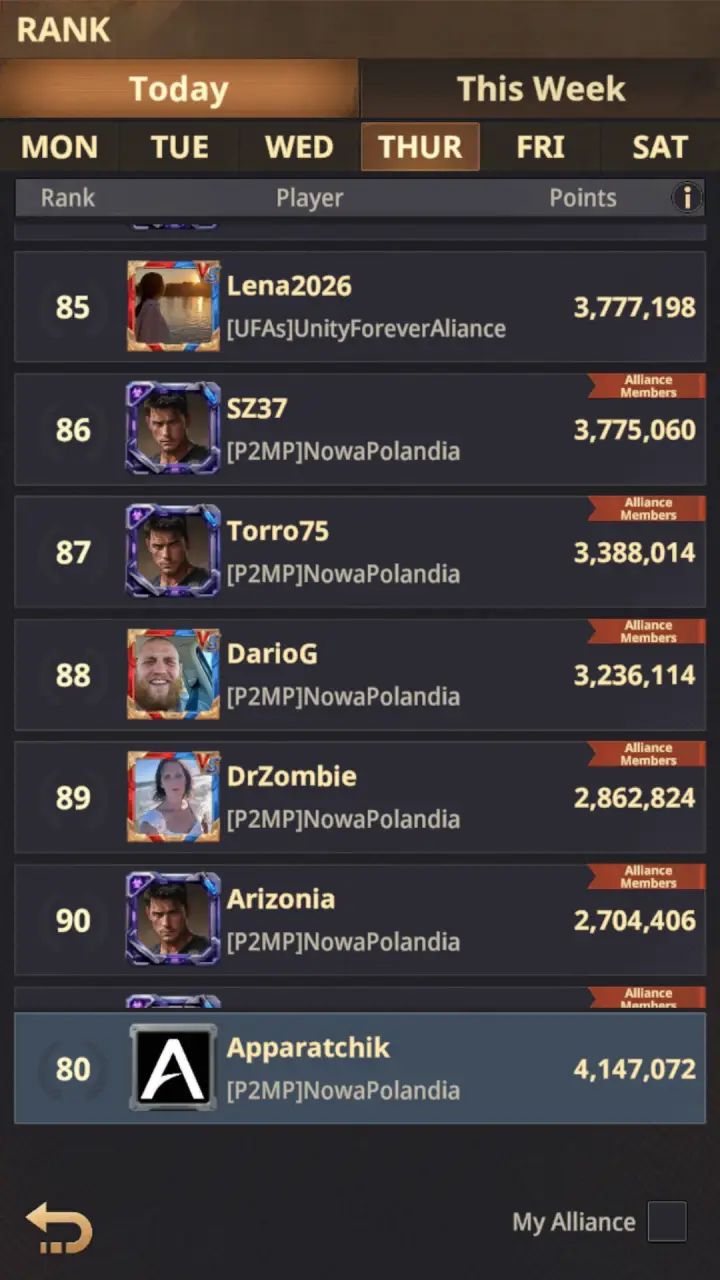 RANK
Today
This Week
MON TUE WED THUR FRI SAT
Rank Player Points i
85 Lena2026 3,777,198
[UFAs]UnityForeverAliance
Alliance Members
86 SZ37 3,775,060
[P2MP]NowaPolandia
Alliance Members
87 Torro75 3,388,014
[P2MP]NowaPolandia
Alliance Members
88 DarioG 3,236,114
[P2MP]NowaPolandia
Alliance Members
89 DrZombie 2,862,824
[P2MP]NowaPolandia
Alliance Members
90 Arizonia 2,704,406
[P2MP]NowaPolandia
Alliance Members
80 Apparatchik 4,147,072
[P2MP]NowaPolandia
My Alliance